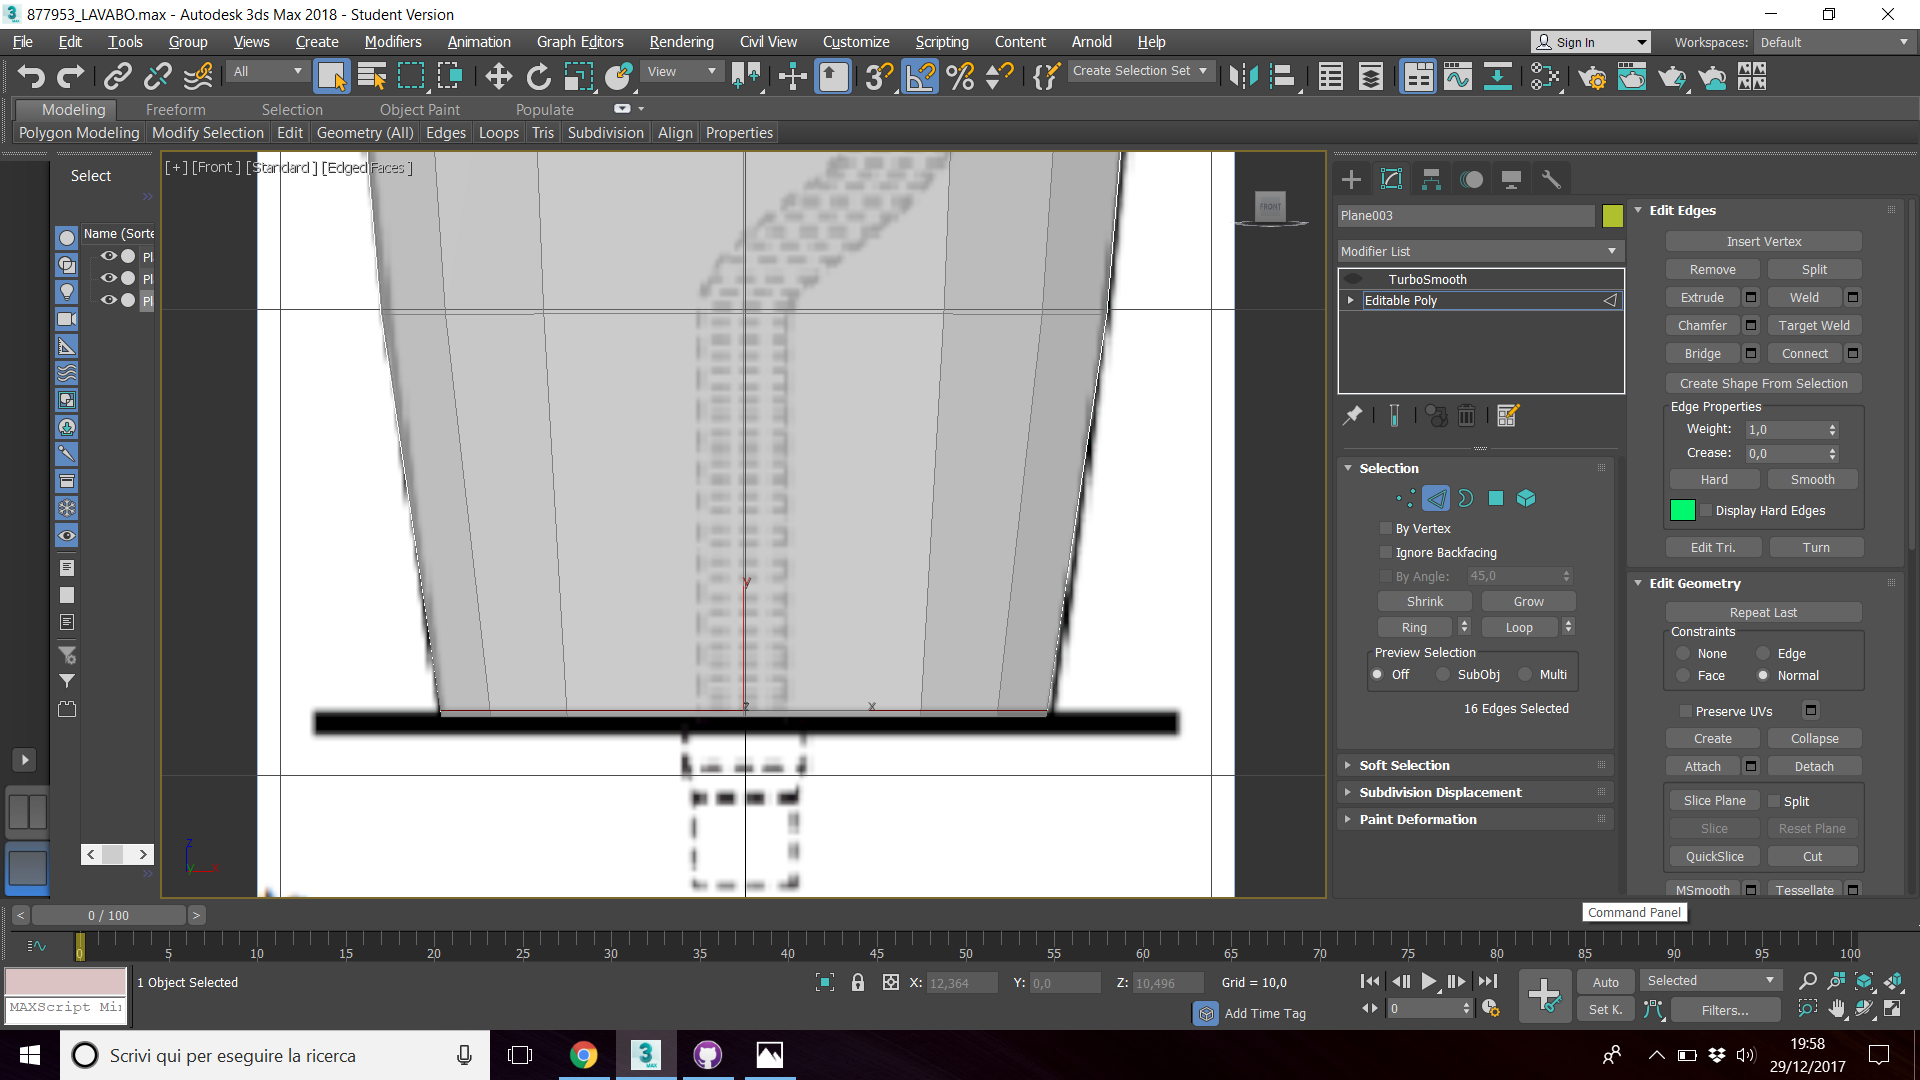 877953_LAVABO.max - Autodesk 3ds Max 2018 - Student Version
File Edit Tools Group Views Create Modifiers Animation Graph Editors Rendering Civil View Customize Scripting Content Arnold Help
Sign In
Workspaces: Default
All
View
Create Selection Set
Modeling Freeform Selection Object Paint Populate
Polygon Modeling Modify Selection Edit Geometry (All) Edges Loops Tris Subdivision Align Properties
Select
Name (Sorte
Pl
Pl
Pl
[+] [Front ] [Standard ] [Edged Faces ]
FRONT
y
z
x
z
y
x
Plane003
Modifier List
TurboSmooth
Editable Poly
Selection
By Vertex
Ignore Backfacing
By Angle: 45,0
Shrink Grow
Ring Loop
Preview Selection
Off SubObj Multi
16 Edges Selected
Soft Selection
Subdivision Displacement
Paint Deformation
Edit Edges
Insert Vertex
Remove Split
Extrude Weld
Chamfer Target Weld
Bridge Connect
Create Shape From Selection
Edge Properties
Weight: 1,0
Crease: 0,0
Hard Smooth
Display Hard Edges
Edit Tri. Turn
Edit Geometry
Repeat Last
Constraints
None Edge
Face Normal
Preserve UVs
Create Collapse
Attach Detach
Slice Plane Split
Slice Reset Plane
QuickSlice Cut
MSmooth Tessellate
Command Panel
< 0 / 100 >
0 5 10 15 20 25 30 35 40 45 50 55 60 65 70 75 80 85 90 95 100
1 Object Selected
X: 12,364 Y: 0,0 Z: 10,496 Grid = 10,0
Add Time Tag
0
Auto Selected
Set K. Filters...
MAXScript Mi
Scrivi qui per eseguire la ricerca
3
MAX
19:58
29/12/2017